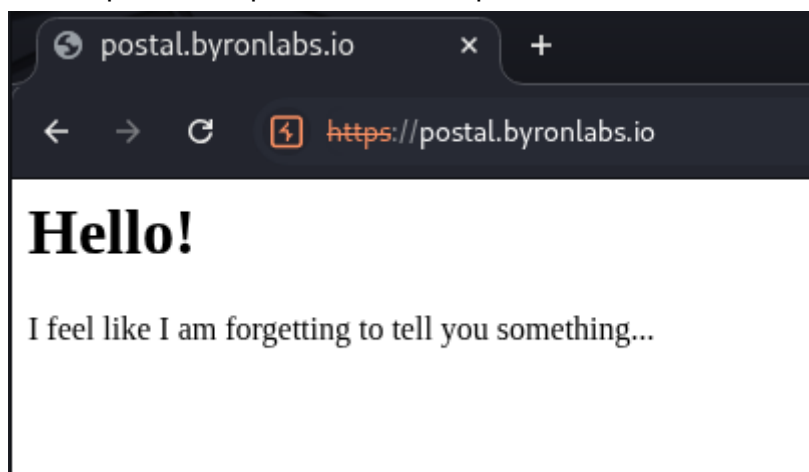 postal.byronlabs.io
https://postal.byronlabs.io
Hello!
I feel like I am forgetting to tell you something...